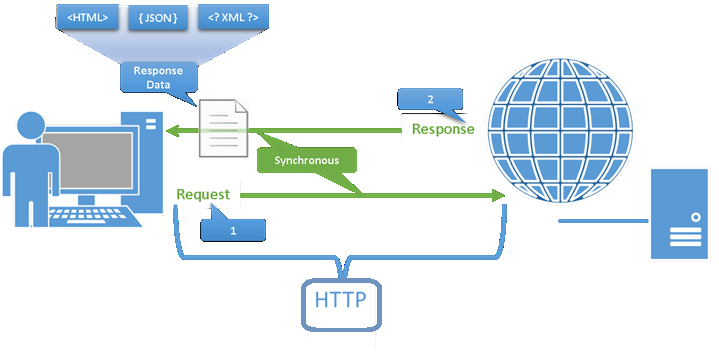 <HTML>
{ JSON }
<? XML ?>
Response
Data
2
Response
Synchronous
Request
1
HTTP